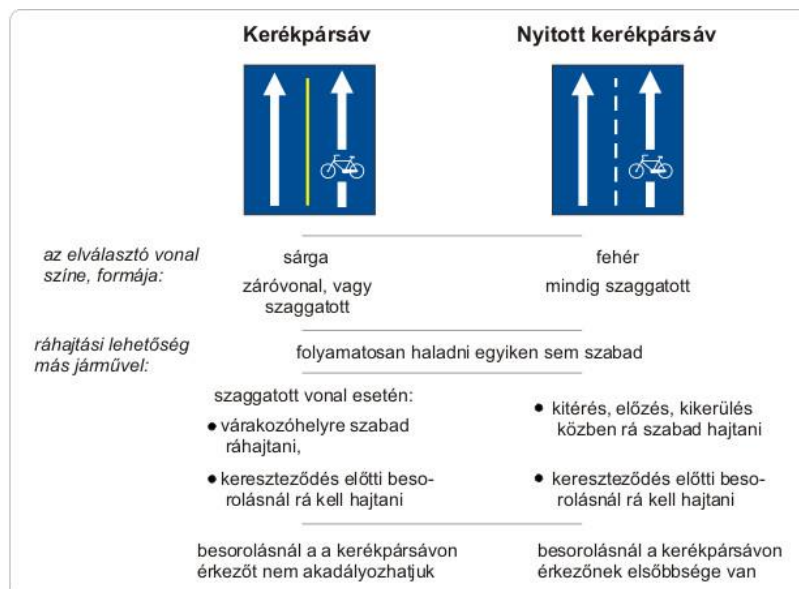 Kerékpársáv
Nyitott kerékpársáv
az elválasztó vonal
színe, formája:
sárga
záróvonal, vagy
szaggatott
fehér
mindig szaggatott
ráhajtási lehetőség
más járművel:
folyamatosan haladni egyiken sem szabad
szaggatott vonal esetén:
● várakozóhelyre szabad
ráhajtani,
● kereszteződés előtti beso-
rolásnál rá kell hajtani
● kitérés, előzés, kikerülés
közben rá szabad hajtani
● kereszteződés előtti beso-
rolásnál rá kell hajtani
besorolásnál a a kerékpársávon
érkezőt nem akadályozhatjuk
besorolásnál a kerékpársávon
érkezőnek elsőbbsége van